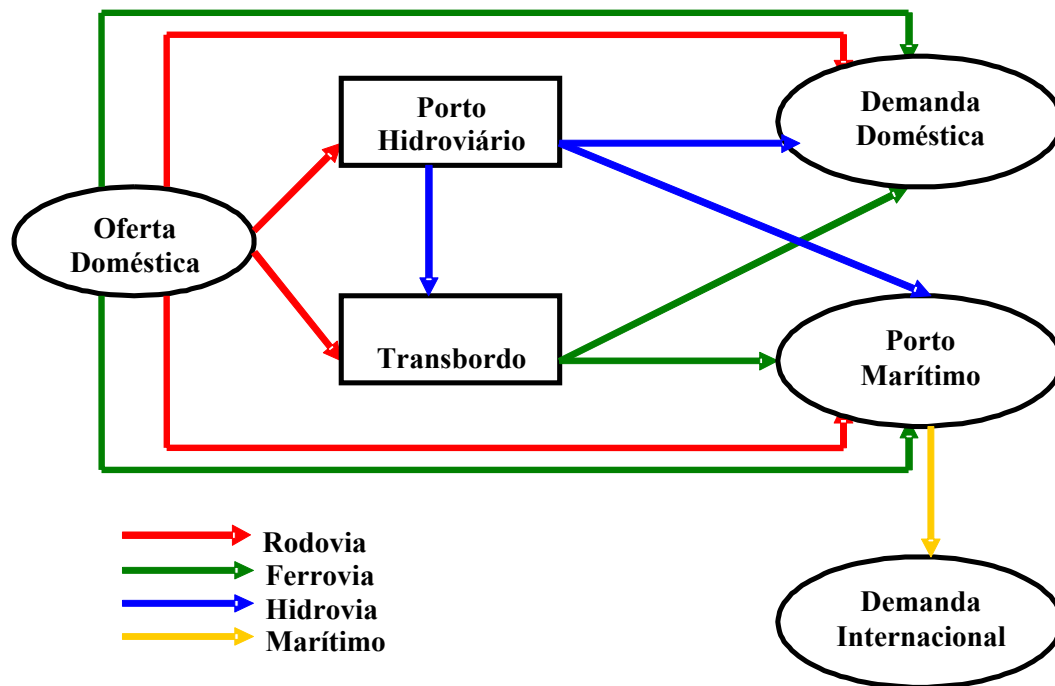 Porto
Hidroviário
Demanda
Doméstica
Oferta
Doméstica
Transbordo
Porto
Marítimo
Rodovia
Ferrovia
Hidrovia
Marítimo
Demanda
Internacional